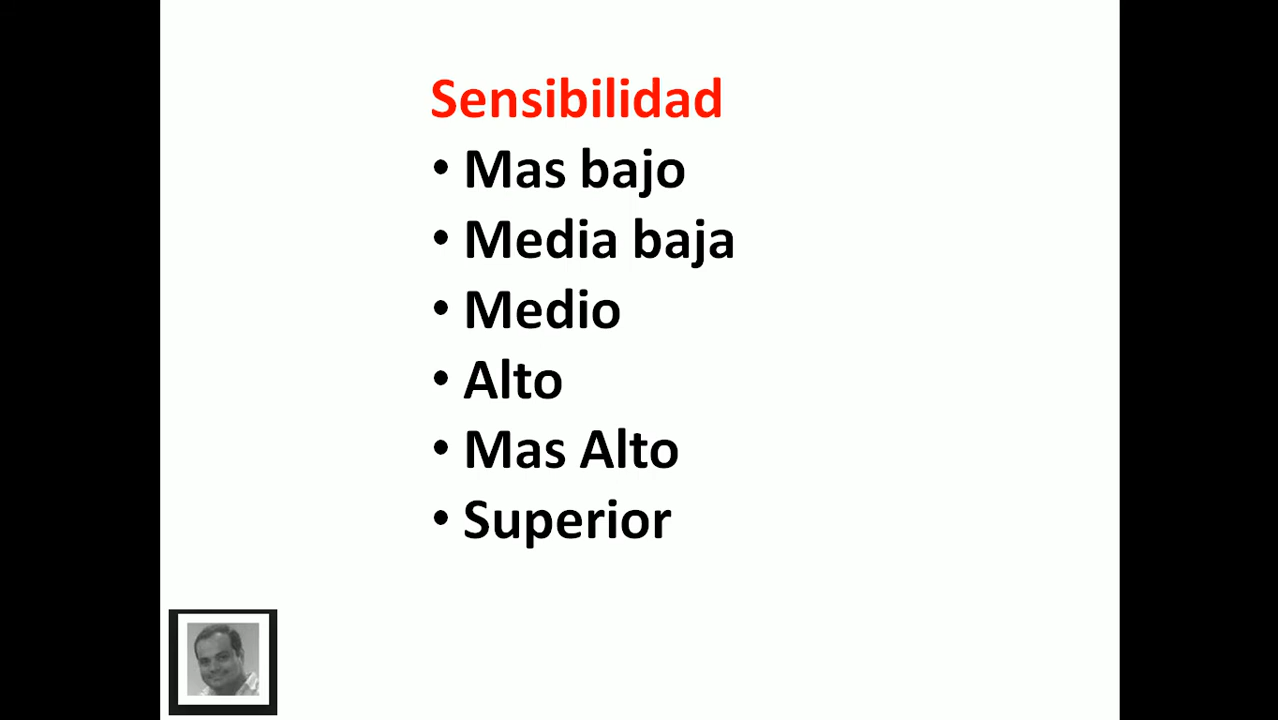 Sensibilidad
• Mas bajo
• Media baja
• Medio
• Alto
• Mas Alto
• Superior